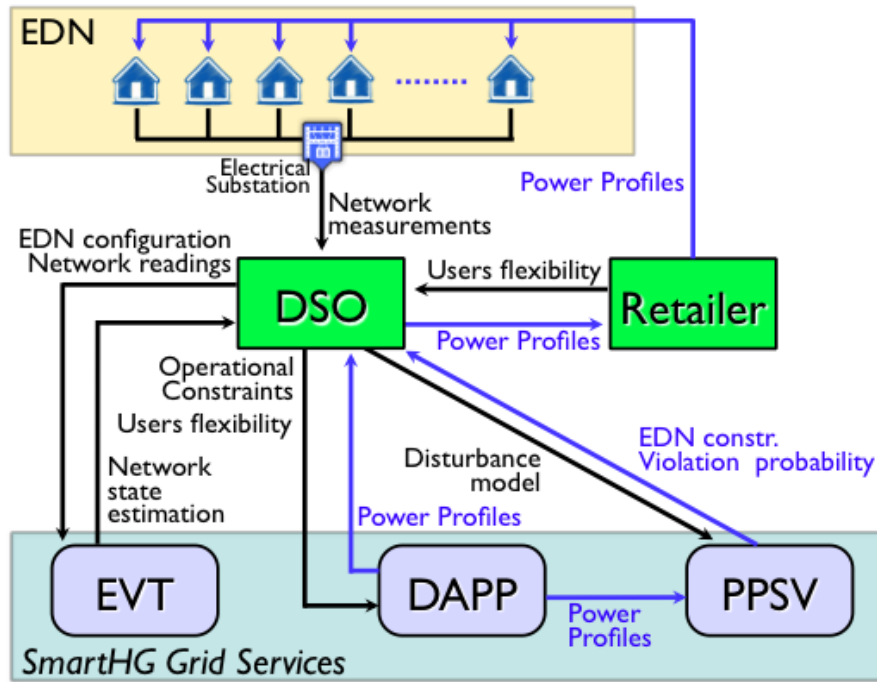 EDN
Electrical
Substation
Power Profiles
Network
measurements
EDN configuration
Network readings
Users flexibility
DSO
Retailer
Power Profiles
Operational
Constraints
Users flexibility
EDN constr.
Violation probability
Disturbance
model
Network
state
estimation
Power Profiles
EVT
DAPP
PPSV
Power
Profiles
SmartHG Grid Services